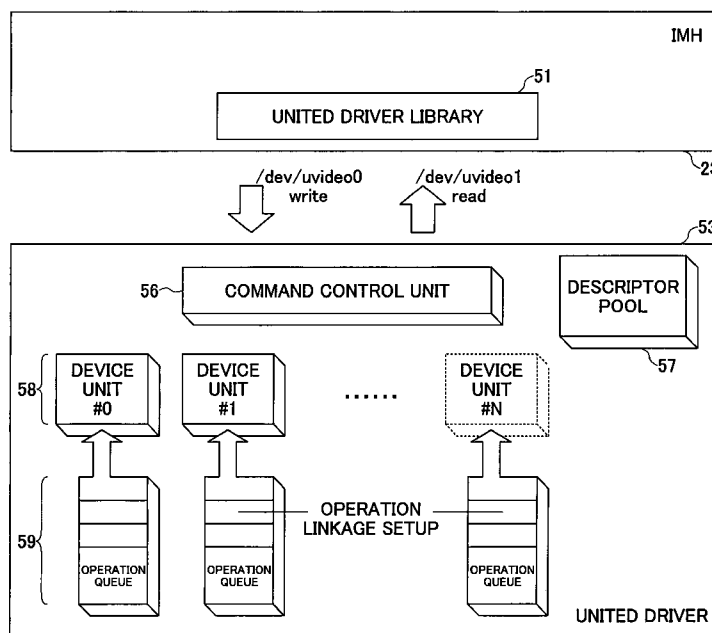 IMH
51
UNITED DRIVER LIBRARY
/dev/uvideo0
write
/dev/uvideo1
read
53
56
COMMAND CONTROL UNIT
DESCRIPTOR
POOL
57
58
DEVICE
UNIT
#0
DEVICE
UNIT
#1
......
DEVICE
UNIT
#N
59
OPERATION
LINKAGE SETUP
OPERATION
QUEUE
OPERATION
QUEUE
OPERATION
QUEUE
UNITED DRIVER